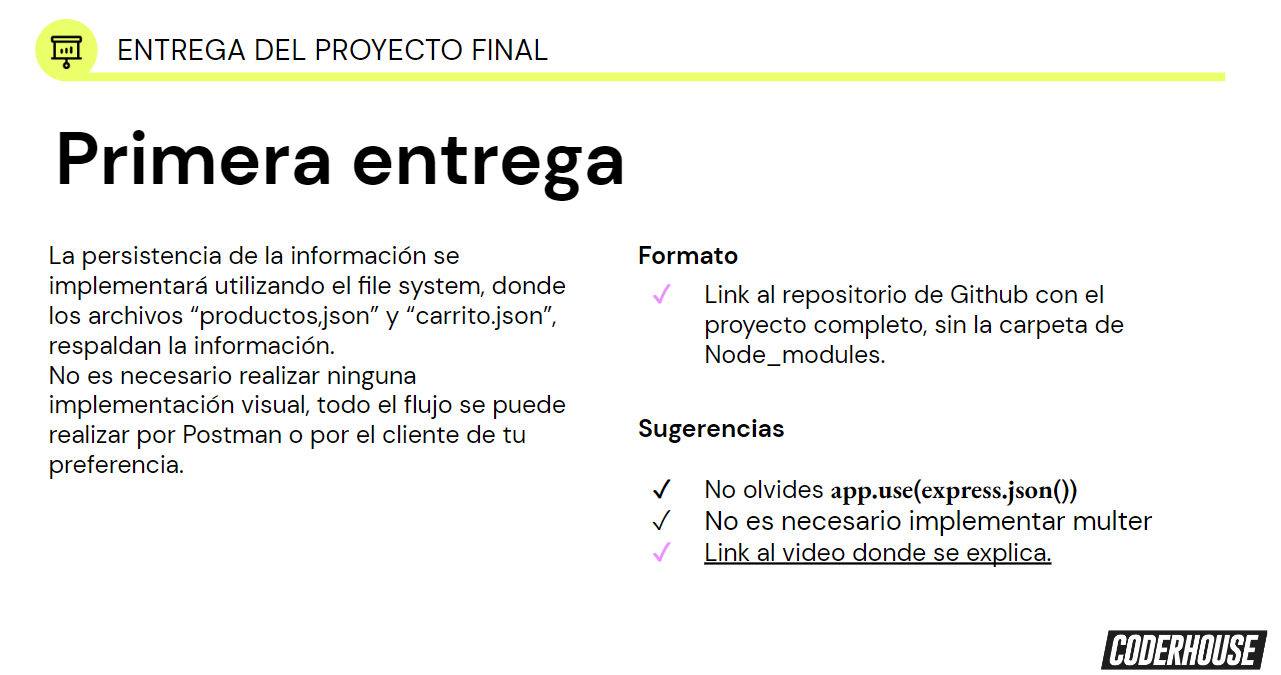 ENTREGA DEL PROYECTO FINAL
Primera entrega
La persistencia de la información se
implementará utilizando el file system, donde
los archivos “productos,json” y “carrito.json”,
respaldan la información.
No es necesario realizar ninguna
implementación visual, todo el flujo se puede
realizar por Postman o por el cliente de tu
preferencia.
Formato
✓ Link al repositorio de Github con el
proyecto completo, sin la carpeta de
Node_modules.
Sugerencias
✓ No olvides app.use(express.json())
✓ No es necesario implementar multer
✓ Link al video donde se explica.
CODERHOUSE